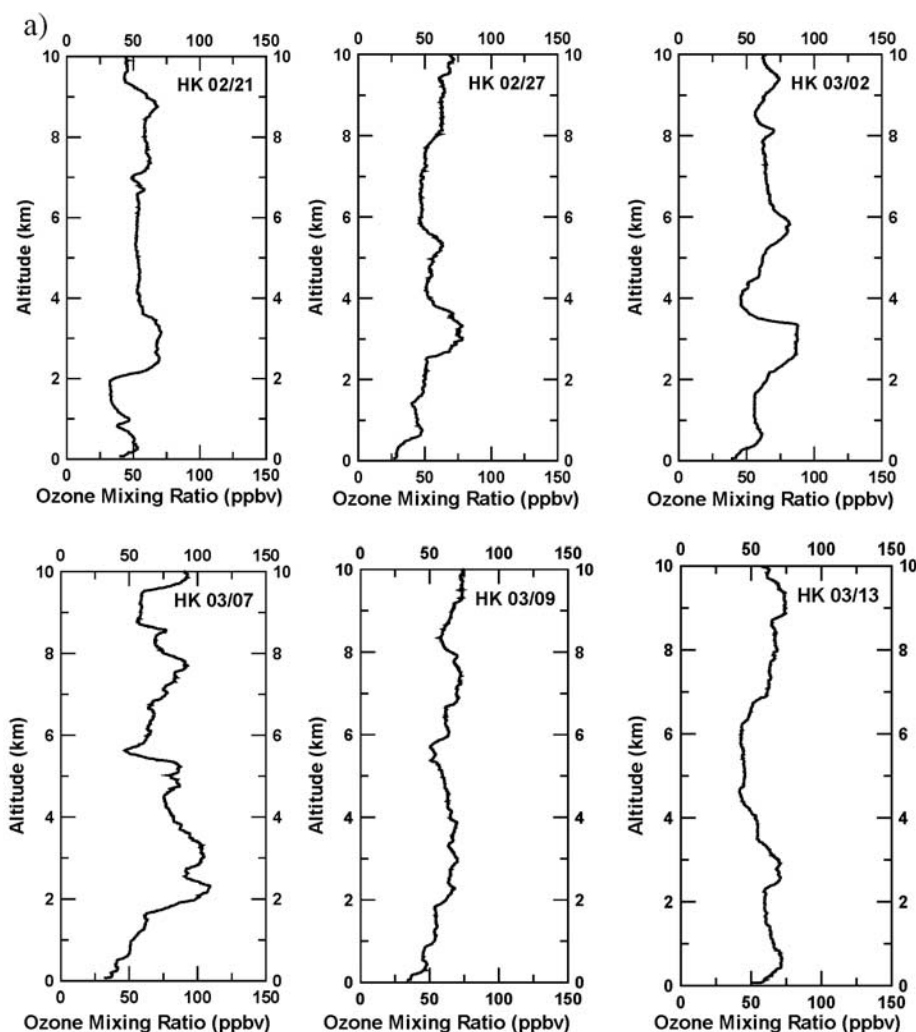 a)
0 50 100 150 0 50 100 150 0 50 100 150
10 10 10 10 10 10
HK 02/21 HK 02/27 HK 03/02
8 8 8 8 8 8
6 6 6 6 6 6
Altitude (km) Altitude (km) Altitude (km)
4 4 4 4 4 4
2 2 2 2 2 2
0 0 0 0 0 0
0 50 100 150 0 50 100 150 0 50 100 150
Ozone Mixing Ratio (ppbv) Ozone Mixing Ratio (ppbv) Ozone Mixing Ratio (ppbv)
0 50 100 150 0 50 100 150 0 50 100 150
10 10 10 10 10 10
HK 03/07 HK 03/09 HK 03/13
8 8 8 8 8 8
6 6 6 6 6 6
Altitude (km) Altitude (km) Altitude (km)
4 4 4 4 4 4
2 2 2 2 2 2
0 0 0 0 0 0
0 50 100 150 0 50 100 150 0 50 100 150
Ozone Mixing Ratio (ppbv) Ozone Mixing Ratio (ppbv) Ozone Mixing Ratio (ppbv)